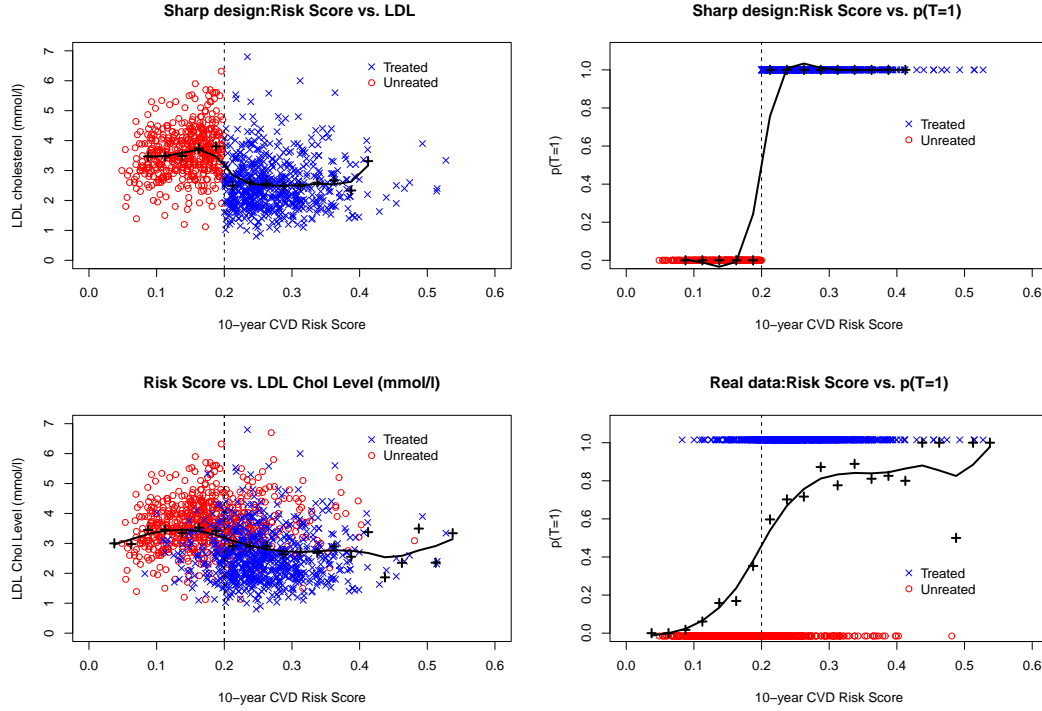 Sharp design:Risk Score vs. LDL
LDL cholesterol (mmol/l)
7
6
5
4
3
2
1
0
× Treated
○ Unreated
0.0 0.1 0.2 0.3 0.4 0.5 0.6
10−year CVD Risk Score
Sharp design:Risk Score vs. p(T=1)
p(T=1)
1.0
0.8
0.6
0.4
0.2
0.0
× Treated
○ Unreated
0.0 0.1 0.2 0.3 0.4 0.5 0.6
10−year CVD Risk Score
Risk Score vs. LDL Chol Level (mmol/l)
LDL Chol Level (mmol/l)
7
6
5
4
3
2
1
0
× Treated
○ Unreated
0.0 0.1 0.2 0.3 0.4 0.5 0.6
10−year CVD Risk Score
Real data:Risk Score vs. p(T=1)
p(T=1)
1.0
0.8
0.6
0.4
0.2
0.0
× Treated
○ Unreated
0.0 0.1 0.2 0.3 0.4 0.5 0.6
10−year CVD Risk Score